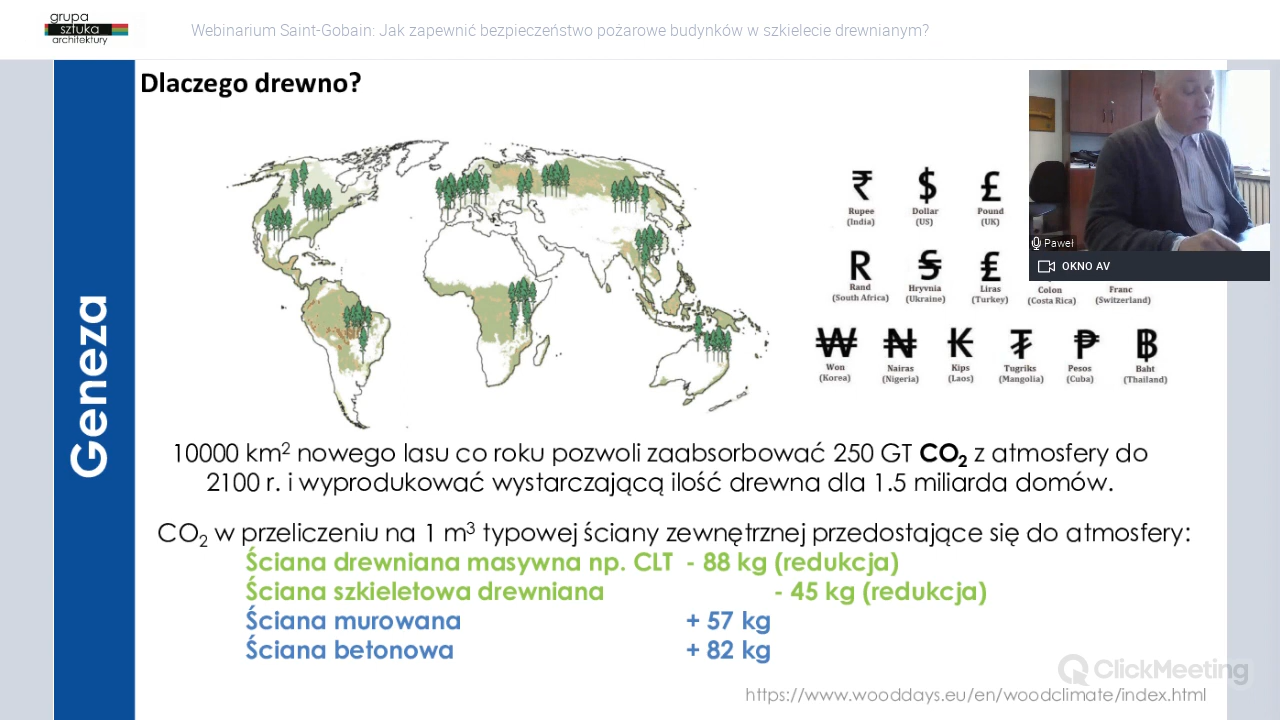 grupa
sztuka
architektury
Webinarium Saint-Gobain: Jak zapewnić bezpieczeństwo pożarowe budynków w szkielecie drewnianym?
Geneza
Dlaczego drewno?
₹ $ £
Rupee Dollar Pound
(India) (US) (UK)
Paweł
OKNO AV
R £
Rand Hryvnia Liras Colon Franc
(South Africa) (Ukraine) (Turkey) (Costa Rica) (Switzerland)
₩ ₦ ₭ ₮ ₱ ฿
Won Nairas Kips Tugriks Pesos Baht
(Korea) (Nigeria) (Laos) (Mangolia) (Cuba) (Thailand)
10000 km² nowego lasu co roku pozwoli zaabsorbować 250 GT CO₂ z atmosfery do
2100 r. i wyprodukować wystarczającą ilość drewna dla 1.5 miliarda domów.
CO₂ w przeliczeniu na 1 m³ typowej ściany zewnętrznej przedostające się do atmosfery:
Ściana drewniana masywna np. CLT - 88 kg (redukcja)
Ściana szkieletowa drewniana - 45 kg (redukcja)
Ściana murowana + 57 kg
Ściana betonowa + 82 kg
ClickMeeting
https://www.wooddays.eu/en/woodclimate/index.html